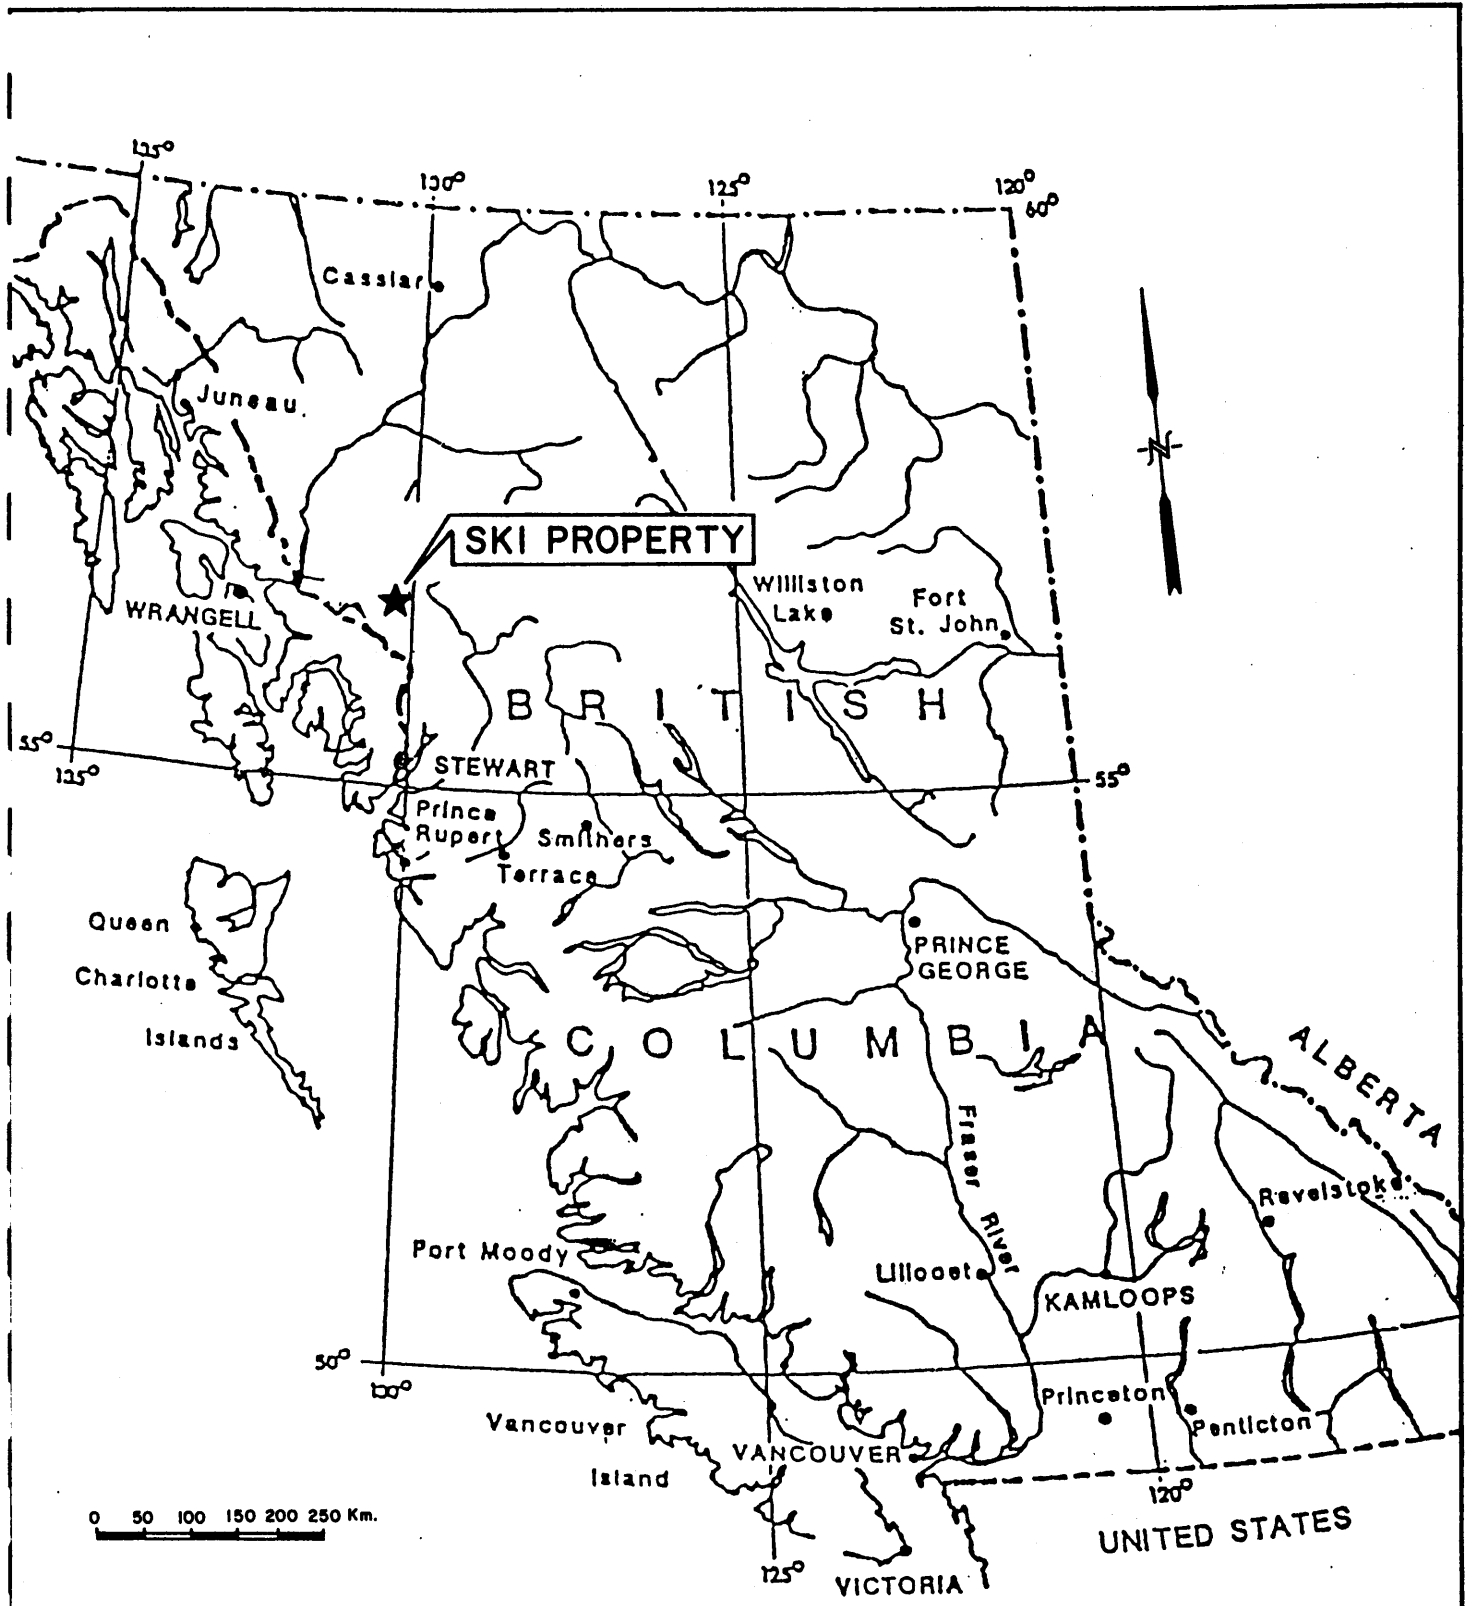 135°
130°
125°
120°
60°
Cassiar
Juneau
N
SKI PROPERTY
WRANGELL
Williston
Lake
Fort
St. John
BRITISH
55°
135°
STEWART
55°
Prince
Rupert
Smithers
Terrace
Queen
Charlotte
Islands
PRINCE
GEORGE
COLUMBIA
ALBERTA
Fraser River
Revelstoke
Port Moody
Lillooet
KAMLOOPS
50°
130°
Princeton
Penticton
Vancouver
Island
VANCOUVER
120°
UNITED STATES
0 50 100 150 200 250 Km.
125°
VICTORIA